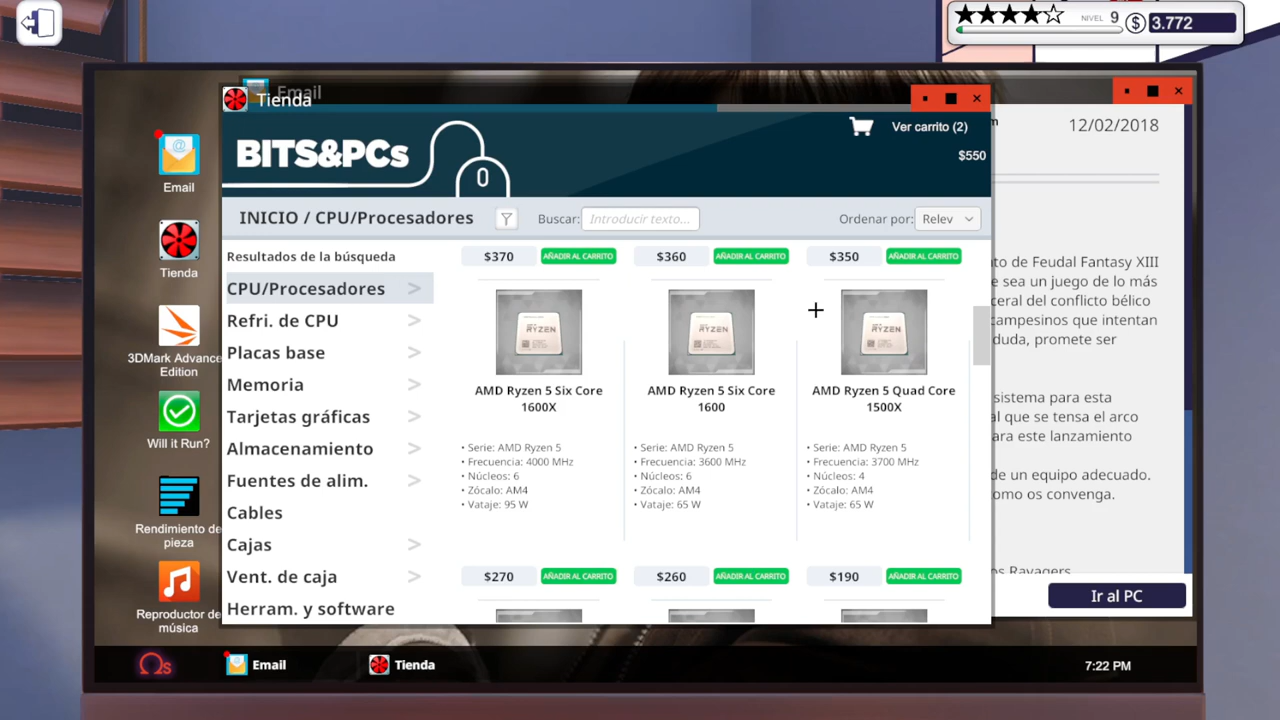 NIVEL 9 $ 3.772
Email
Tienda
BITS&PCs
Ver carrito (2)
$550
m
12/02/2018
INICIO / CPU/Procesadores
Buscar: Introducir texto...
Ordenar por: Relev
Email
Tienda
3DMark Advance
Edition
Will it Run?
Rendimiento de
pieza
Reproductor de
música
Resultados de la búsqueda
CPU/Procesadores >
Refri. de CPU >
Placas base >
Memoria >
Tarjetas gráficas >
Almacenamiento >
Fuentes de alim. >
Cables
Cajas >
Vent. de caja >
Herram. y software
$370 AÑADIR AL CARRITO $360 AÑADIR AL CARRITO $350 AÑADIR AL CARRITO
RYZEN
AMD Ryzen 5 Six Core
1600X
• Serie: AMD Ryzen 5
• Frecuencia: 4000 MHz
• Núcleos: 6
• Zócalo: AM4
• Vataje: 95 W
$270 AÑADIR AL CARRITO
RYZEN
AMD Ryzen 5 Six Core
1600
• Serie: AMD Ryzen 5
• Frecuencia: 3600 MHz
• Núcleos: 6
• Zócalo: AM4
• Vataje: 65 W
$260 AÑADIR AL CARRITO
RYZEN
AMD Ryzen 5 Quad Core
1500X
• Serie: AMD Ryzen 5
• Frecuencia: 3700 MHz
• Núcleos: 4
• Zócalo: AM4
• Vataje: 65 W
$190 AÑADIR AL CARRITO
to de Feudal Fantasy XIII
e sea un juego de lo más
ceral del conflicto bélico
campesinos que intentan
duda, promete ser
sistema para esta
al que se tensa el arco
ara este lanzamiento
de un equipo adecuado.
omo os convenga.
os Ravagers
Ir al PC
Ωs
Email
Tienda
7:22 PM